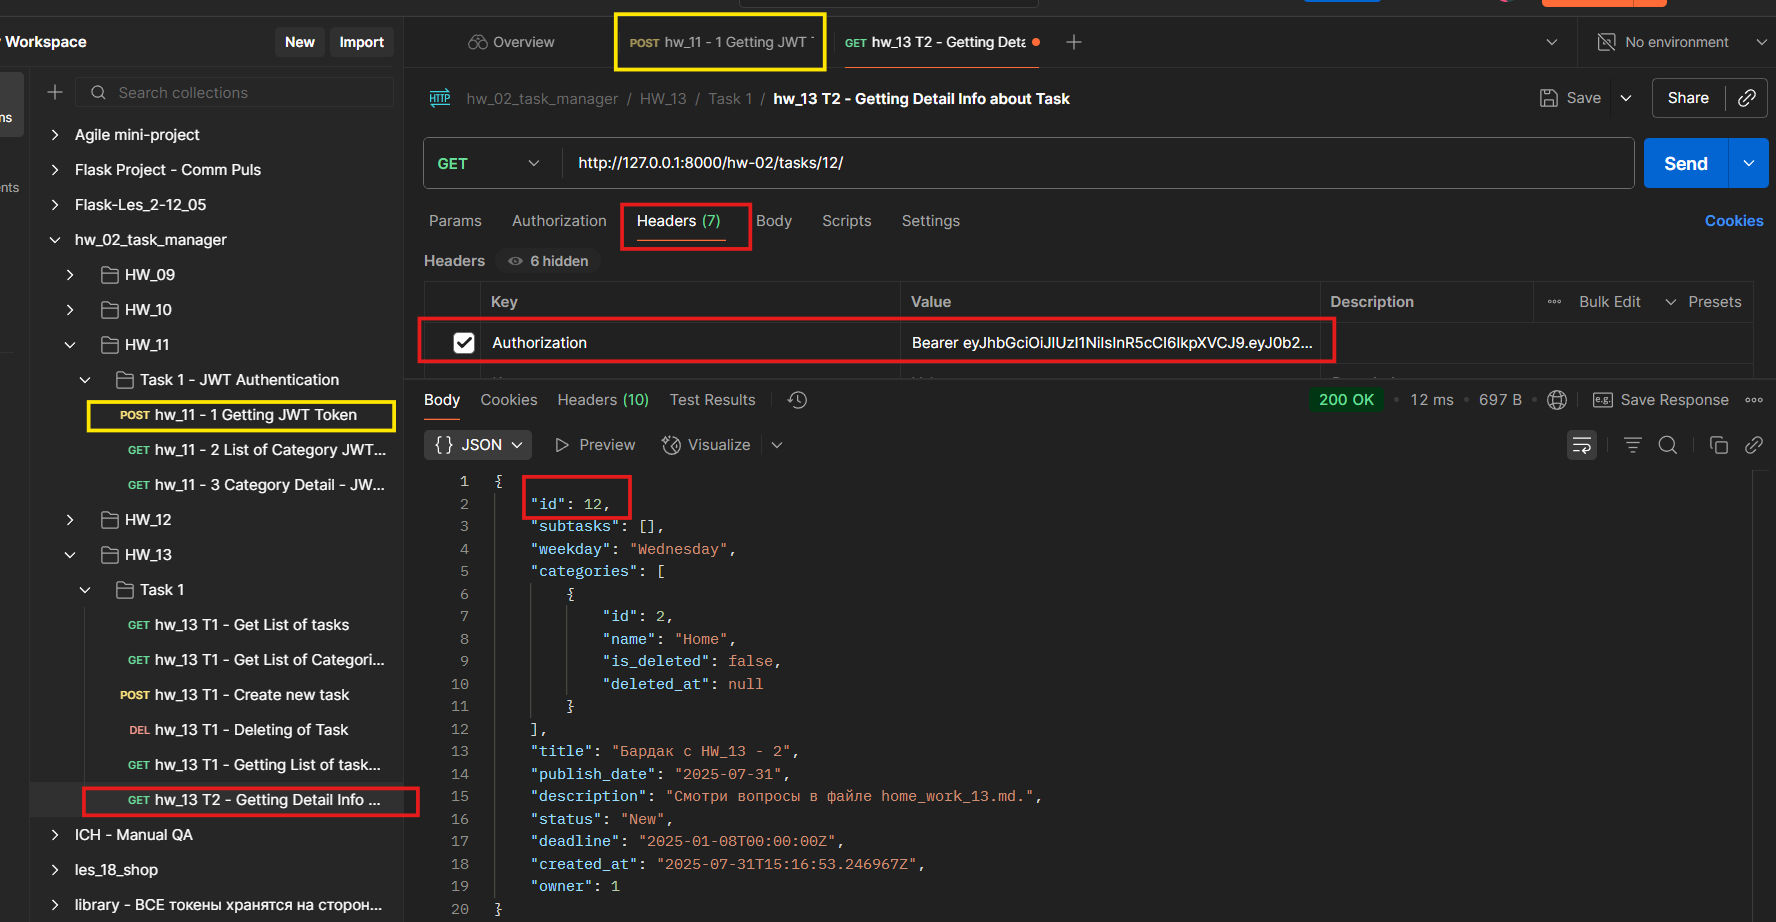 Workspace
New
Import
Overview
POST hw_11 - 1 Getting JWT
GET hw_13 T2 - Getting Deta
No environment
Search collections
HTTP hw_02_task_manager / HW_13 / Task 1 / hw_13 T2 - Getting Detail Info about Task
Save
Share
ns
ents
Agile mini-project
Flask Project - Comm Puls
Flask-Les_2-12_05
hw_02_task_manager
HW_09
HW_10
HW_11
Task 1 - JWT Authentication
POST hw_11 - 1 Getting JWT Token
GET hw_11 - 2 List of Category JWT...
GET hw_11 - 3 Category Detail - JW...
HW_12
HW_13
Task 1
GET hw_13 T1 - Get List of tasks
GET hw_13 T1 - Get List of Categori...
POST hw_13 T1 - Create new task
DEL hw_13 T1 - Deleting of Task
GET hw_13 T1 - Getting List of task...
GET hw_13 T2 - Getting Detail Info ...
ICH - Manual QA
les_18_shop
library - ВСЕ токены хранятся на сторон...
GET
http://127.0.0.1:8000/hw-02/tasks/12/
Send
Params Authorization Headers (7) Body Scripts Settings
Cookies
Headers 6 hidden
Key Value Description Bulk Edit Presets
Authorization Bearer eyJhbGciOiJIUzI1NiIsInR5cCI6IkpXVCJ9.eyJ0b2...
Body Cookies Headers (10) Test Results
200 OK • 12 ms • 697 B • e.g. Save Response
{} JSON Preview Visualize
1 {
2 "id": 12,
3 "subtasks": [],
4 "weekday": "Wednesday",
5 "categories": [
6 {
7 "id": 2,
8 "name": "Home",
9 "is_deleted": false,
10 "deleted_at": null
11 }
12 ],
13 "title": "Бардак с HW_13 - 2",
14 "publish_date": "2025-07-31",
15 "description": "Смотри вопросы в файле home_work_13.md.",
16 "status": "New",
17 "deadline": "2025-01-08T00:00:00Z",
18 "created_at": "2025-07-31T15:16:53.246967Z",
19 "owner": 1
20 }